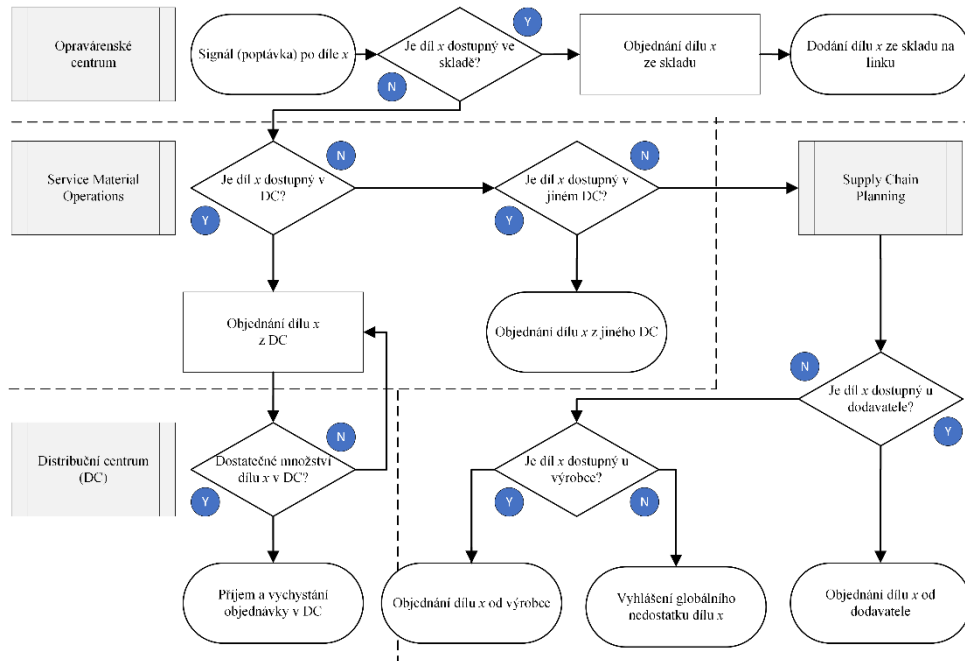 Opravárenské
centrum
Signál (poptávka) po díle x
Je díl x dostupný ve
skladě?
Y
N
Objednání dílu x
ze skladu
Dodání dílu x ze skladu na
linku
Service Material
Operations
Je díl x dostupný v
DC?
N
Y
Je díl x dostupný v
jiném DC?
N
Y
Supply Chain
Planning
Objednání dílu x
z DC
Objednání dílu x z jiného DC
N
Je díl x dostupný u
dodavatele?
Y
Distribuční centrum
(DC)
Dostatečné množství
dílu x v DC?
N
Y
Je díl x dostupný u
výrobce?
Y
N
Příjem a vychystání
objednávky v DC
Objednání dílu x od výrobce
Vyhlášení globálního
nedostatku dílu x
Objednání dílu x od
dodavatele